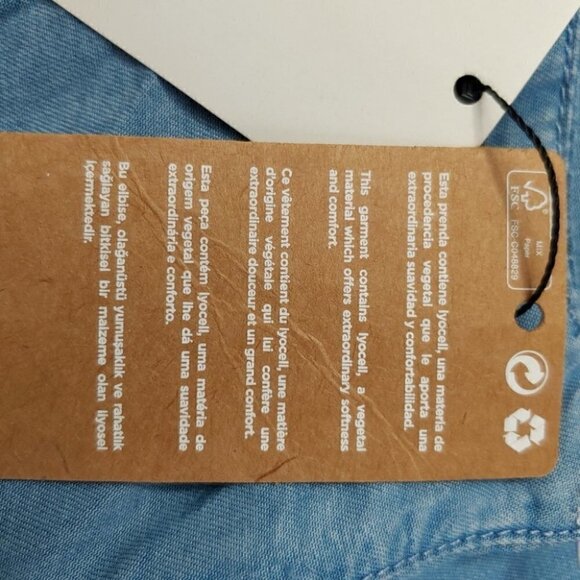 FSC
MIX
Paper
FSC C048829
Esta prenda contiene lyocell, una materia de
procedencia vegetal que le aporta una
extraordinaria suavidad y confortabilidad.
This garment contains lyocell, a vegetal
material which offers extraordinary softness
and comfort.
Ce vêtement contient du lyocell, une matière
d'origine végétale qui lui confère une
extraordinaire douceur et un grand confort.
Esta peça contém lyocell, uma matéria de
origem vegetal que lhe dá uma suavidade
extraordinária e conforto.
Bu elbise, olağanüstü yumuşaklık ve rahatlık
sağlayan bitkisel bir malzeme olan liyosel
içermektedir.